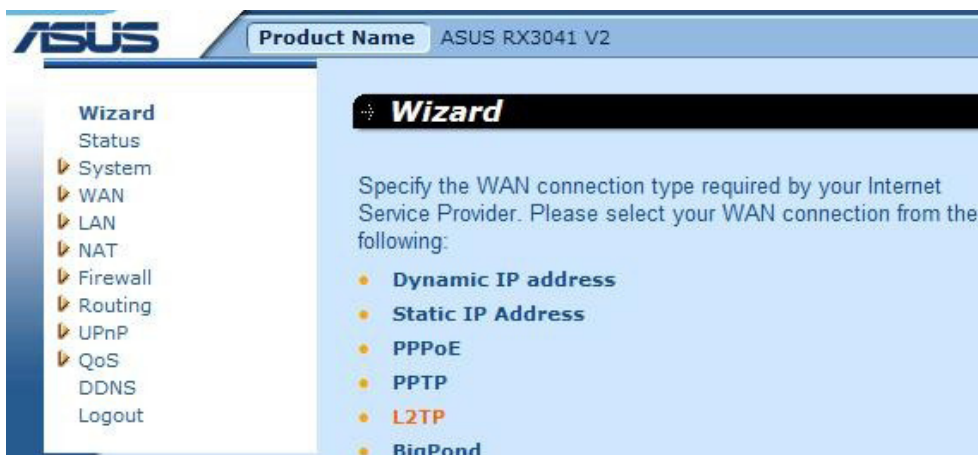 ASUS
Product Name ASUS RX3041 V2
Wizard
Status
System
WAN
LAN
NAT
Firewall
Routing
UPnP
QoS
DDNS
Logout
Wizard
Specify the WAN connection type required by your Internet
Service Provider. Please select your WAN connection from the
following:
Dynamic IP address
Static IP Address
PPPoE
PPTP
L2TP
BigPond